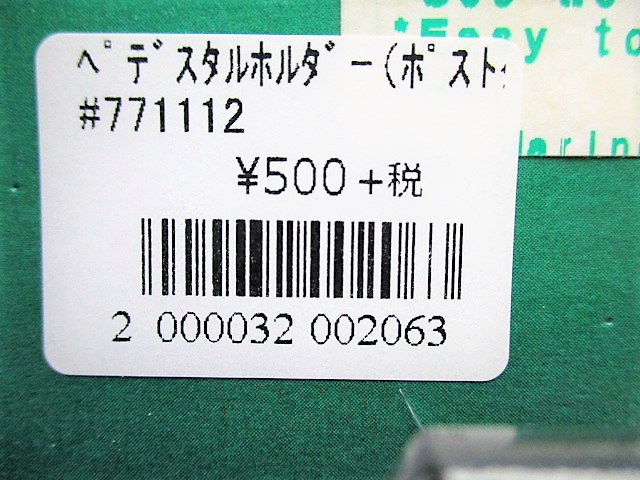 *Easy to
ﾍﾟﾃﾞｽﾀﾙﾎﾙﾀﾞｰ(ﾎﾟｽﾄ
#771112
¥500+税
2 000032 002063